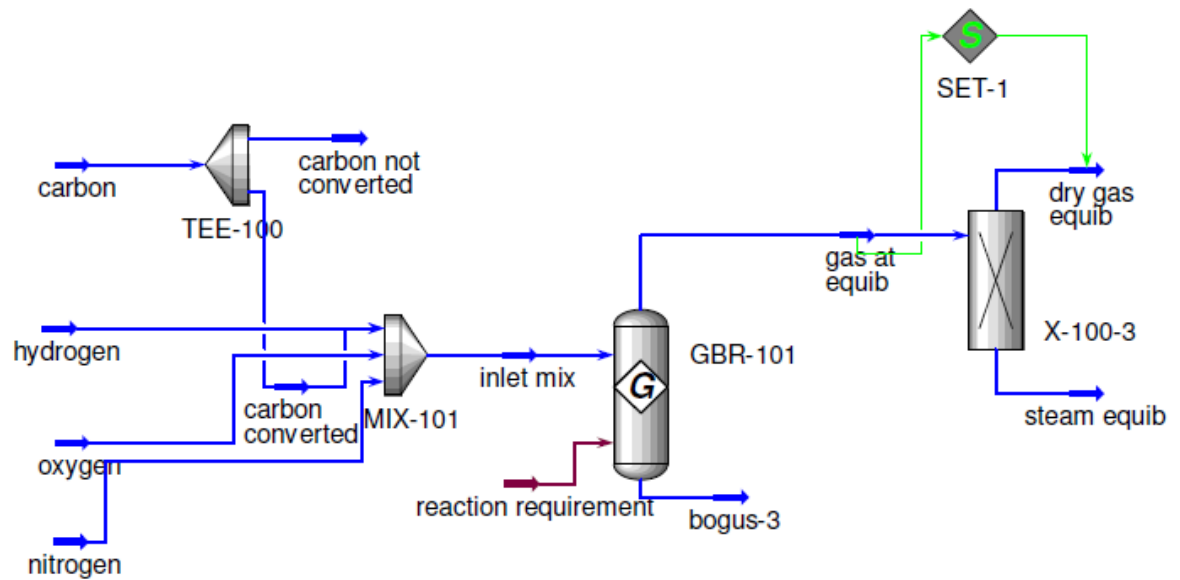 S
SET-1
carbon
carbon not
converted
TEE-100
dry gas
equib
gas at
equib
hydrogen
inlet mix
GBR-101
X-100-3
G
carbon
converted
MIX-101
steam equib
oxygen
reaction requirement
bogus-3
nitrogen